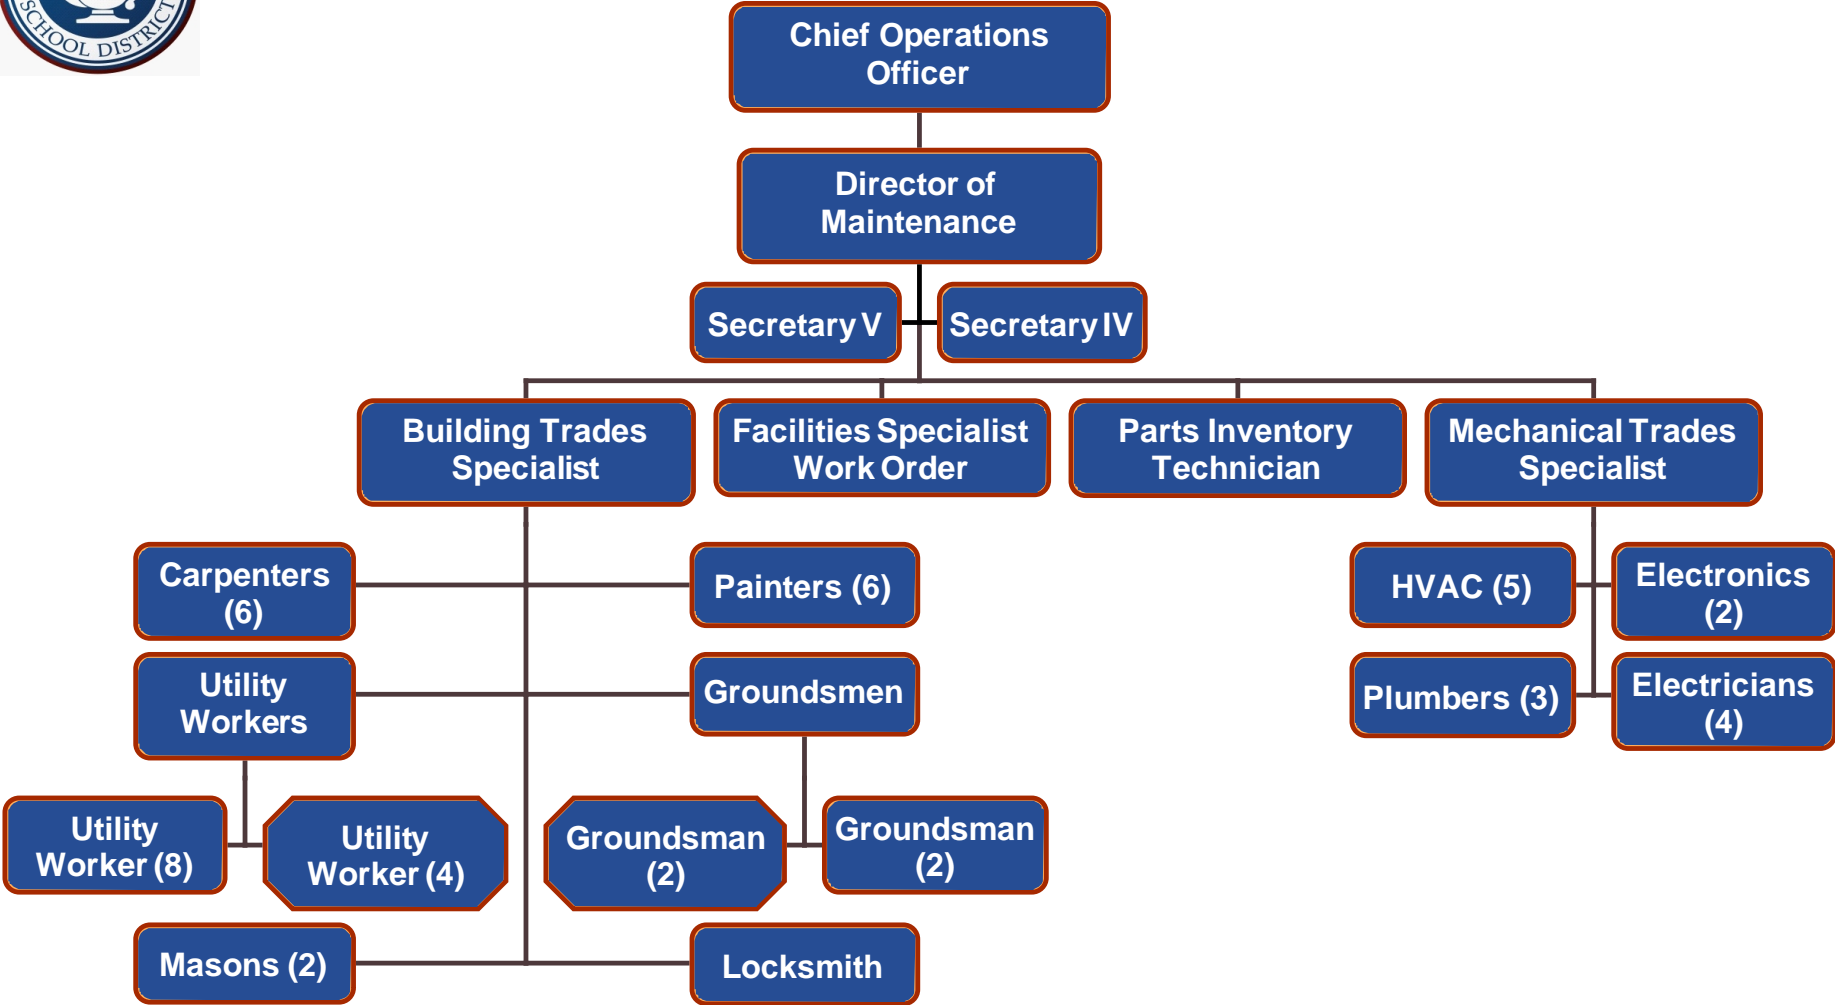 SCHOOL DISTRICT
Chief Operations
Officer
Director of
Maintenance
Secretary V
Secretary IV
Building Trades
Specialist
Facilities Specialist
Work Order
Parts Inventory
Technician
Mechanical Trades
Specialist
Carpenters
(6)
Painters (6)
HVAC (5)
Electronics
(2)
Utility
Workers
Groundsmen
Plumbers (3)
Electricians
(4)
Utility
Worker (8)
Utility
Worker (4)
Groundsman
(2)
Groundsman
(2)
Masons (2)
Locksmith